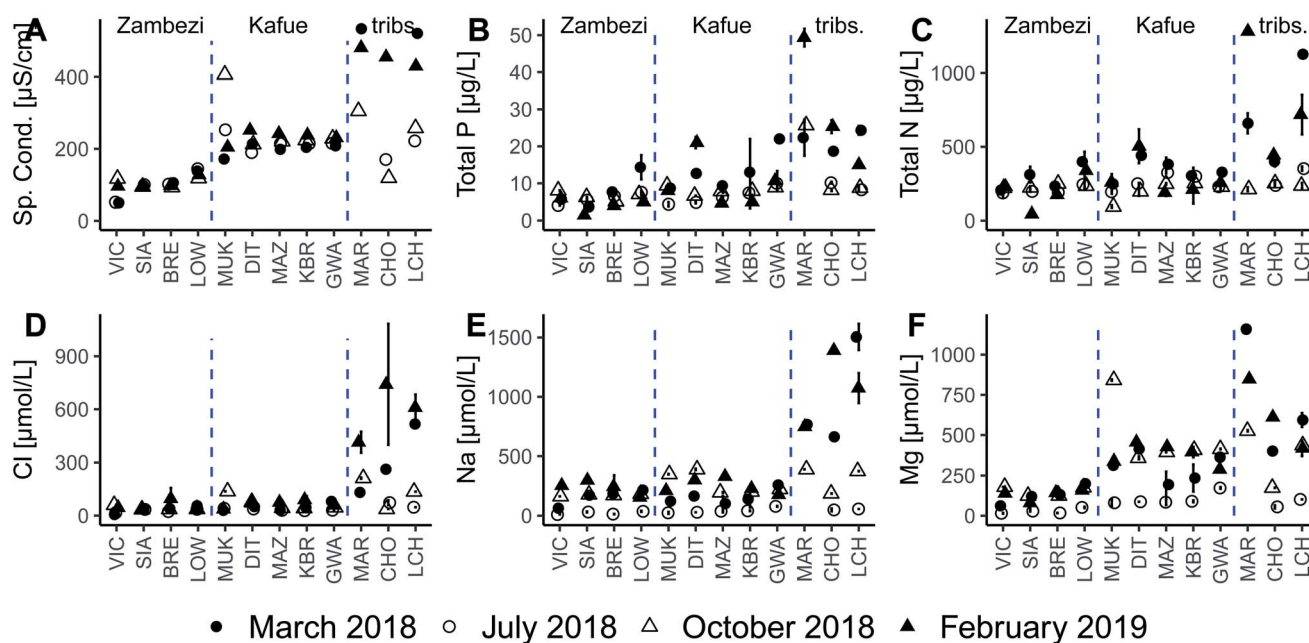 A Zambezi Kafue tribs.
Sp. Cond. [µS/cm]
400
200
0
VIC SIA BRE LOW MUK DIT MAZ KBR GWA MAR CHO LCH
B Zambezi Kafue tribs.
Total P [µg/L]
50
40
30
20
10
0
VIC SIA BRE LOW MUK DIT MAZ KBR GWA MAR CHO LCH
C Zambezi Kafue tribs.
Total N [µg/L]
1000
500
0
VIC SIA BRE LOW MUK DIT MAZ KBR GWA MAR CHO LCH
D
Cl [µmol/L]
900
600
300
0
VIC SIA BRE LOW MUK DIT MAZ KBR GWA MAR CHO LCH
E
Na [µmol/L]
1500
1000
500
0
VIC SIA BRE LOW MUK DIT MAZ KBR GWA MAR CHO LCH
F
Mg [µmol/L]
1000
750
500
250
0
VIC SIA BRE LOW MUK DIT MAZ KBR GWA MAR CHO LCH
March 2018 July 2018 October 2018 February 2019